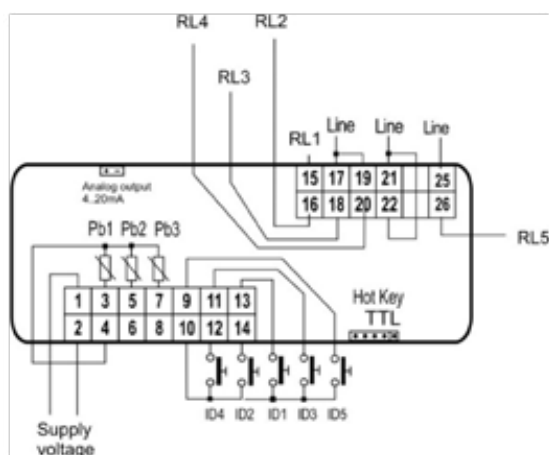 RL4
RL2
RL3
RL1
Line
Line
Line
15 17 19 21 25
16 18 20 22 26
RL5
Analog output
4..20mA
Pb1 Pb2 Pb3
1 3 5 7 9 11 13
2 4 6 8 10 12 14
Hot Key
TTL
ID4 ID2 ID1 ID3 ID5
Supply
voltage